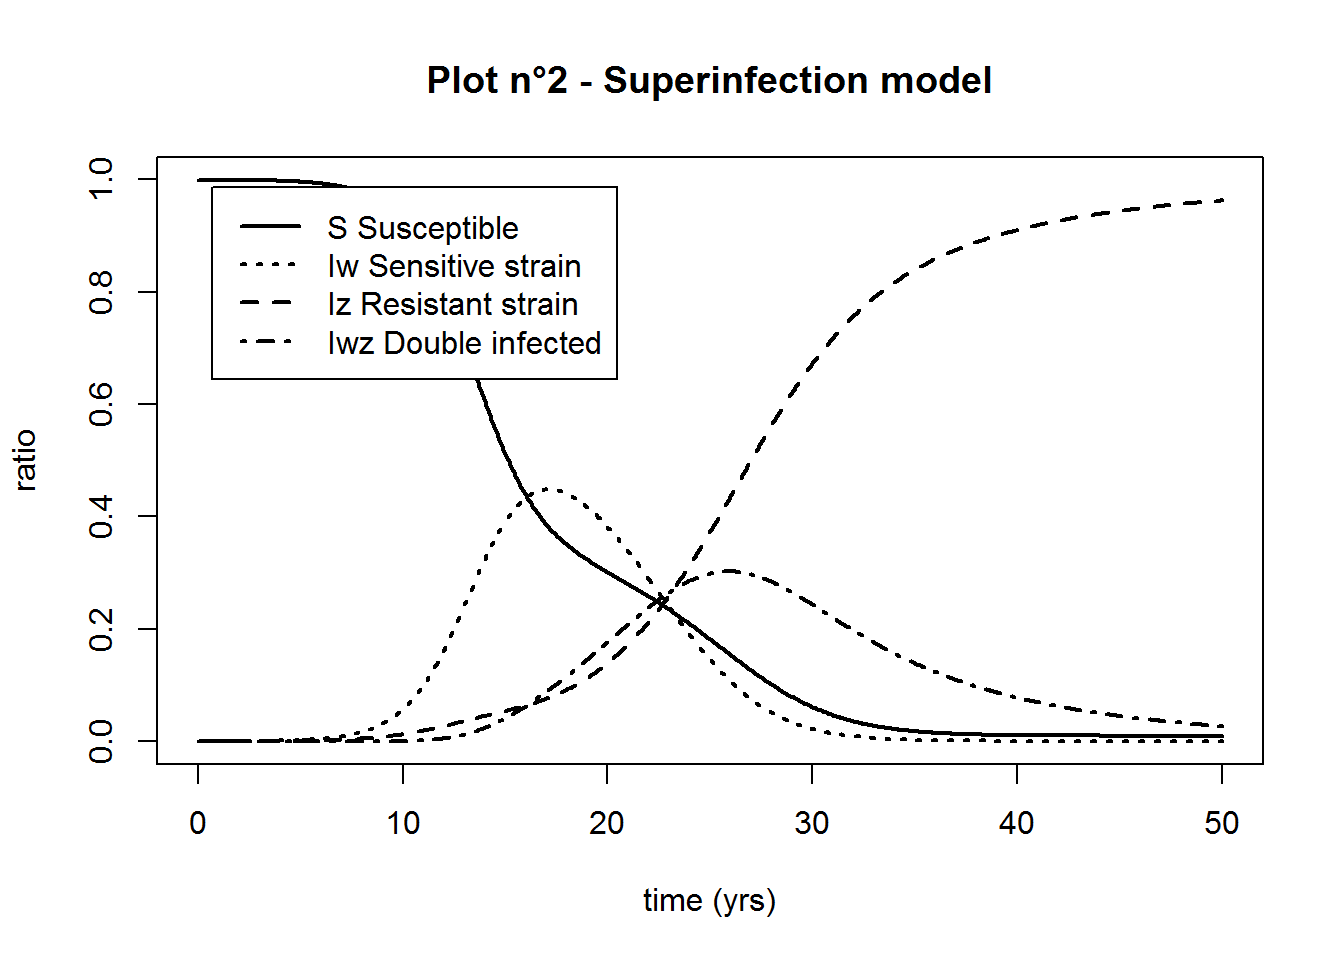 Plot n°2 - Superinfection model
1.0
0.8
0.6
0.4
0.2
0.0
ratio
S Susceptible
Iw Sensitive strain
Iz Resistant strain
Iwz Double infected
0 10 20 30 40 50
time (yrs)